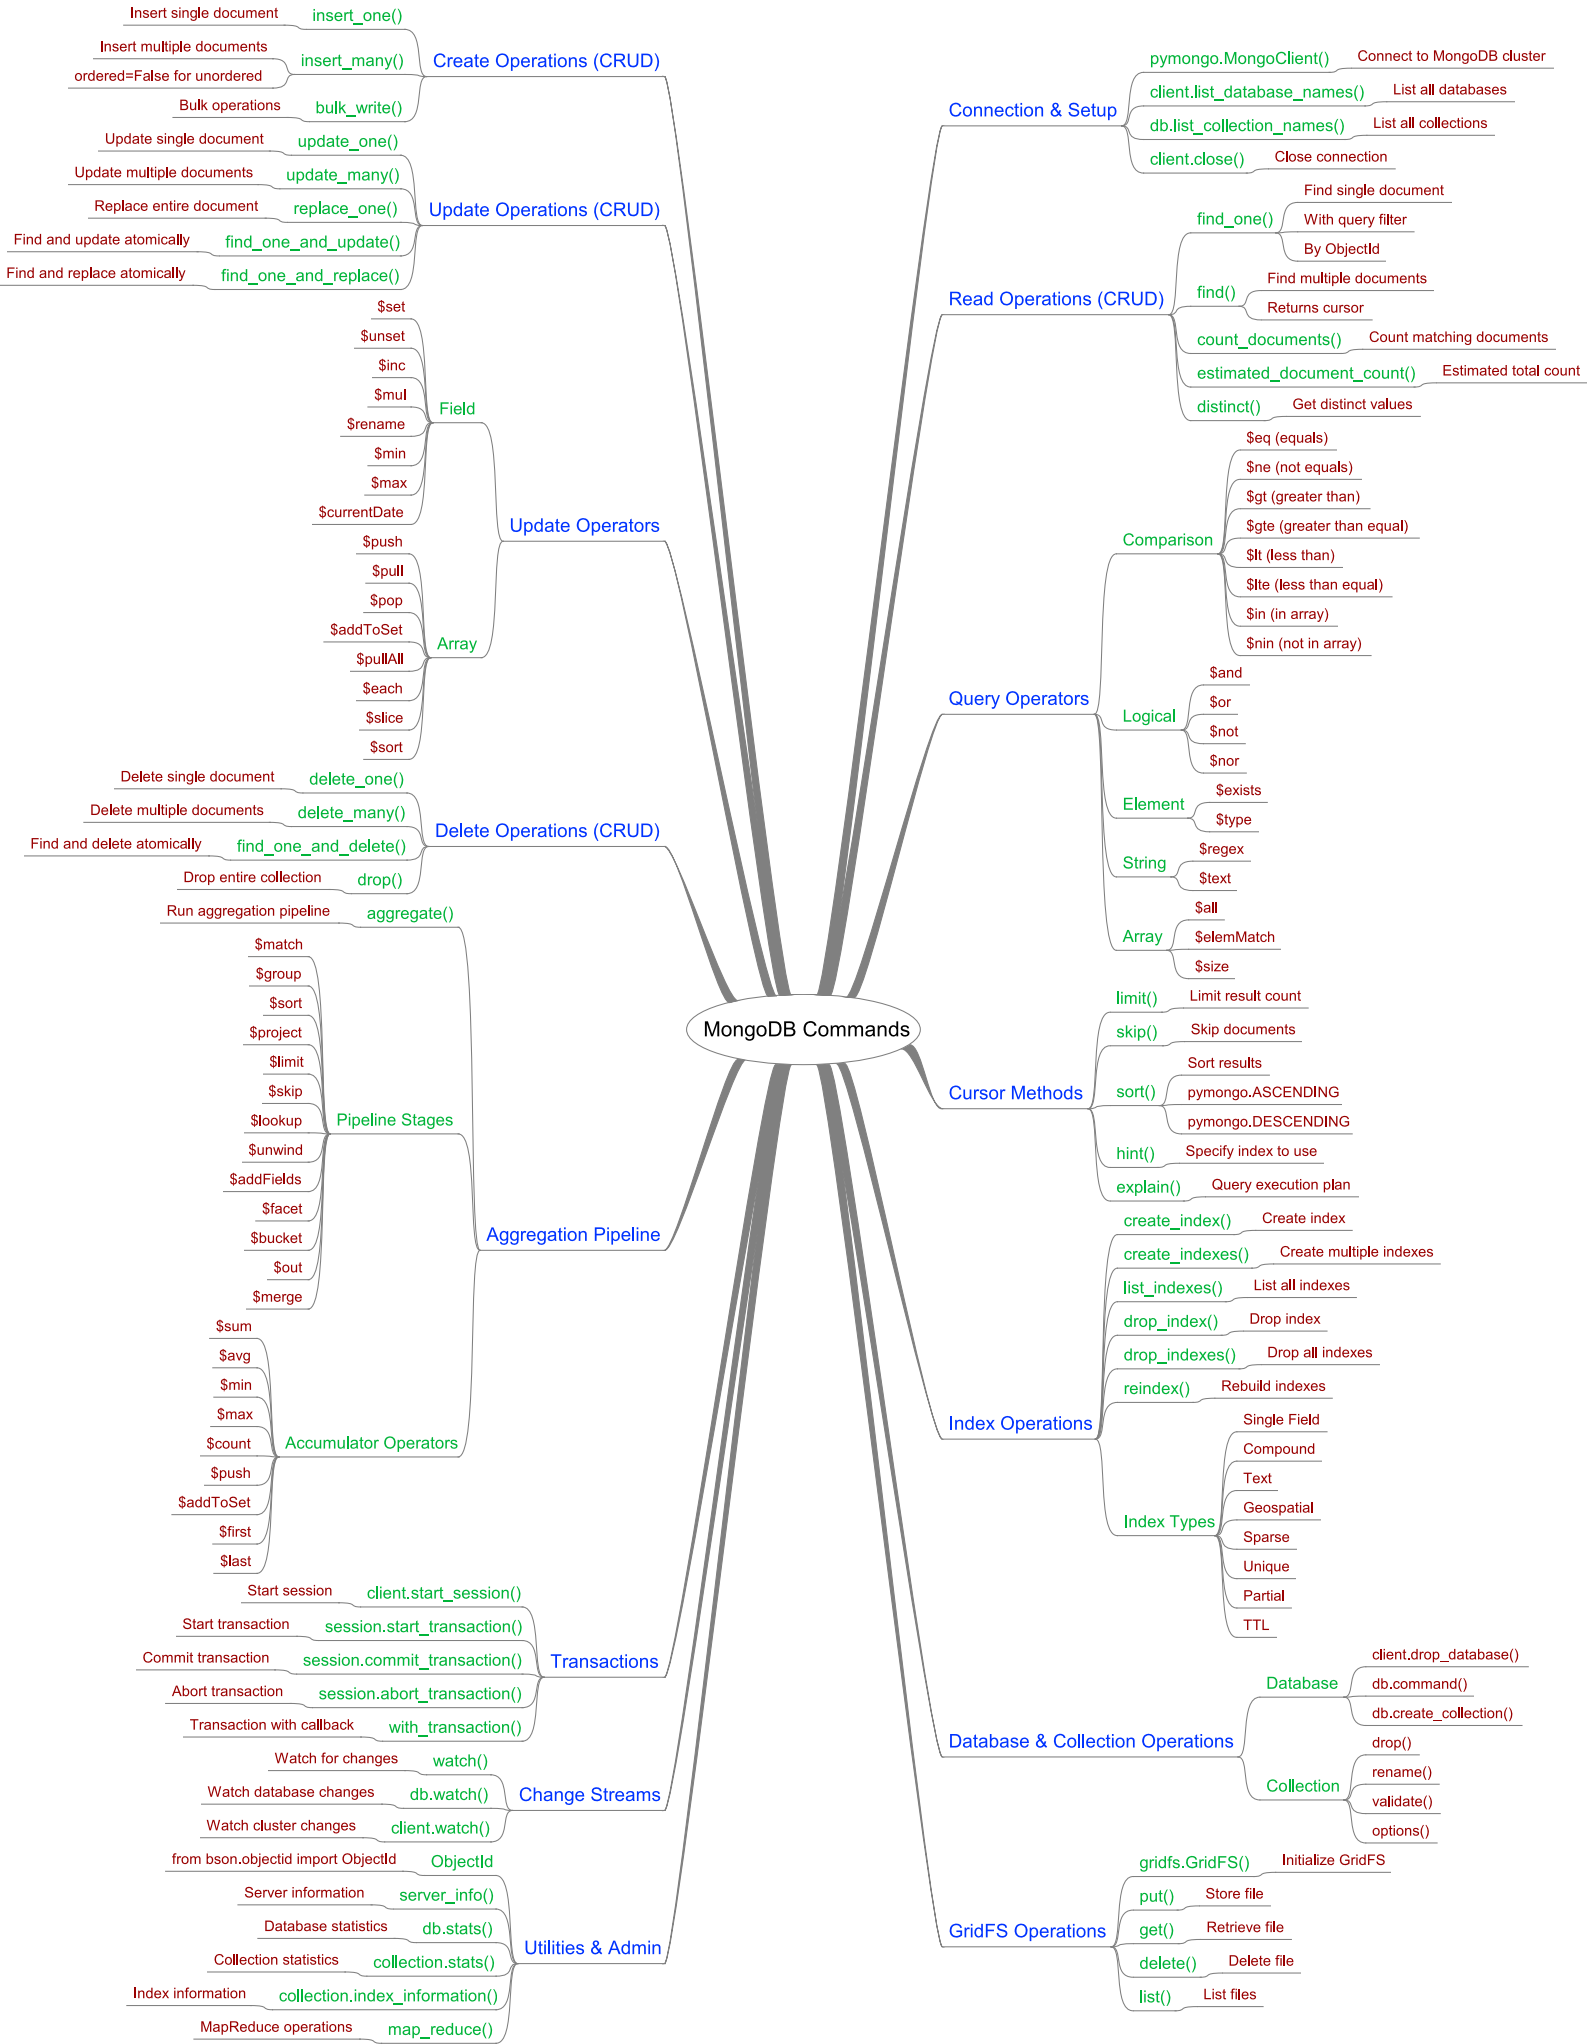 MongoDB Commands
Connection & Setup
pymongo.MongoClient()
Connect to MongoDB cluster
client.list_database_names()
List all databases
db.list_collection_names()
List all collections
client.close()
Close connection
Read Operations (CRUD)
find_one()
Find single document
With query filter
By ObjectId
find()
Find multiple documents
Returns cursor
count_documents()
Count matching documents
estimated_document_count()
Estimated total count
distinct()
Get distinct values
Query Operators
Comparison
$eq (equals)
$ne (not equals)
$gt (greater than)
$gte (greater than equal)
$lt (less than)
$lte (less than equal)
$in (in array)
$nin (not in array)
Logical
$and
$or
$not
$nor
Element
$exists
$type
String
$regex
$text
Array
$all
$elemMatch
$size
Cursor Methods
limit()
Limit result count
skip()
Skip documents
sort()
Sort results
pymongo.ASCENDING
pymongo.DESCENDING
hint()
Specify index to use
explain()
Query execution plan
Index Operations
create_index()
Create index
create_indexes()
Create multiple indexes
list_indexes()
List all indexes
drop_index()
Drop index
drop_indexes()
Drop all indexes
reindex()
Rebuild indexes
Index Types
Single Field
Compound
Text
Geospatial
Sparse
Unique
Partial
TTL
Database & Collection Operations
Database
client.drop_database()
db.command()
db.create_collection()
Collection
drop()
rename()
validate()
options()
GridFS Operations
gridfs.GridFS()
Initialize GridFS
put()
Store file
get()
Retrieve file
delete()
Delete file
list()
List files
Create Operations (CRUD)
insert_one()
Insert single document
insert_many()
Insert multiple documents
ordered=False for unordered
bulk_write()
Bulk operations
Update Operations (CRUD)
update_one()
Update single document
update_many()
Update multiple documents
replace_one()
Replace entire document
find_one_and_update()
Find and update atomically
find_one_and_replace()
Find and replace atomically
Update Operators
Field
$set
$unset
$inc
$mul
$rename
$min
$max
$currentDate
Array
$push
$pull
$pop
$addToSet
$pullAll
$each
$slice
$sort
Delete Operations (CRUD)
delete_one()
Delete single document
delete_many()
Delete multiple documents
find_one_and_delete()
Find and delete atomically
drop()
Drop entire collection
Aggregation Pipeline
aggregate()
Run aggregation pipeline
Pipeline Stages
$match
$group
$sort
$project
$limit
$skip
$lookup
$unwind
$addFields
$facet
$bucket
$out
$merge
Accumulator Operators
$sum
$avg
$min
$max
$count
$push
$addToSet
$first
$last
Transactions
client.start_session()
Start session
session.start_transaction()
Start transaction
session.commit_transaction()
Commit transaction
session.abort_transaction()
Abort transaction
with_transaction()
Transaction with callback
Change Streams
watch()
Watch for changes
db.watch()
Watch database changes
client.watch()
Watch cluster changes
Utilities & Admin
ObjectId
from bson.objectid import ObjectId
server_info()
Server information
db.stats()
Database statistics
collection.stats()
Collection statistics
collection.index_information()
Index information
map_reduce()
MapReduce operations